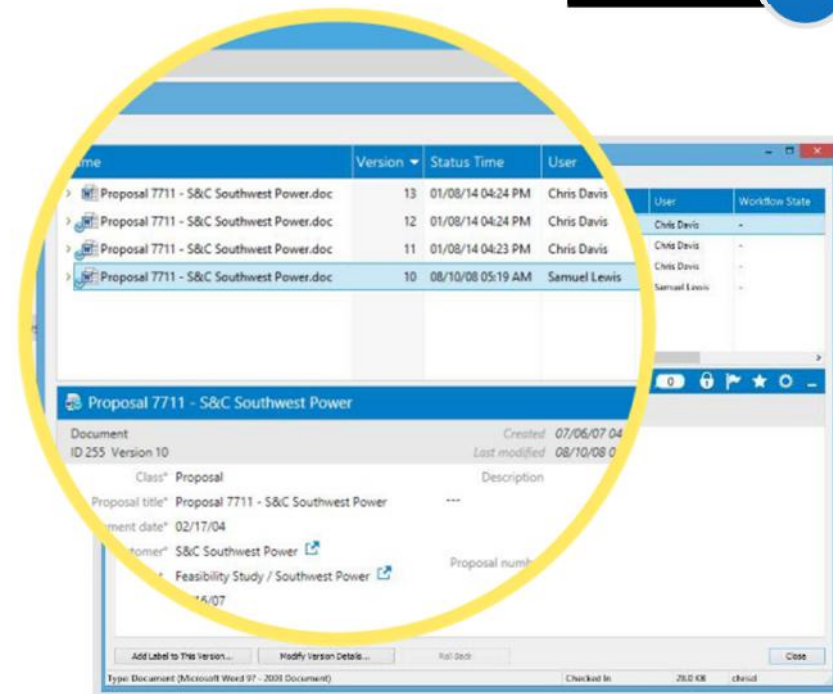 Name Version Status Time User
Proposal 7711 - S&C Southwest Power.doc 13 01/08/14 04:24 PM Chris Davis
Proposal 7711 - S&C Southwest Power.doc 12 01/08/14 04:24 PM Chris Davis
Proposal 7711 - S&C Southwest Power.doc 11 01/08/14 04:23 PM Chris Davis
Proposal 7711 - S&C Southwest Power.doc 10 08/10/08 05:19 AM Samuel Lewis
User Workflow State
Chris Davis -
Chris Davis -
Chris Davis -
Samuel Lewis -
0
Proposal 7711 - S&C Southwest Power
Document Created 07/06/07 04
ID 255 Version 10 Last modified 08/10/08 0
Class* Proposal Description
Proposal title* Proposal 7711 - S&C Southwest Power ---
ment date* 02/17/04
tomer* S&C Southwest Power
Feasibility Study / Southwest Power Proposal numb
16/07
Add Label to This Version... Modify Version Details... Roll Back Close
Type: Document (Microsoft Word 97 - 2003 Document) Checked In 28.0 KB chrisd